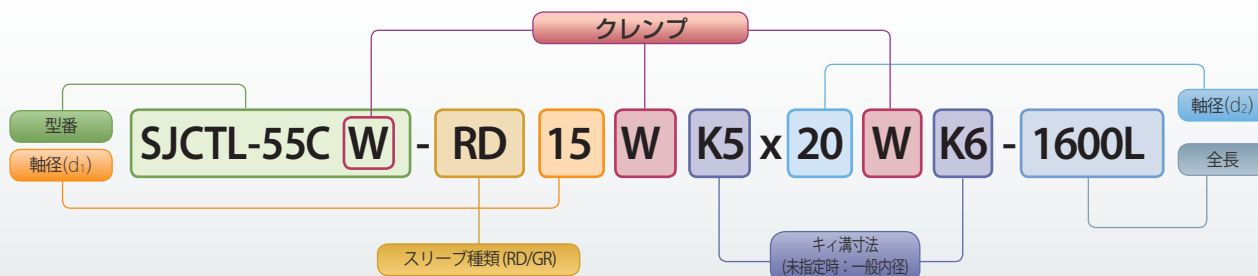 クレンプ
軸径(d2)
型番
SJCTL-55C W - RD 15 W K5 x 20 W K6 - 1600L
軸径(d1)
全長
スリーブ種類 (RD/GR)
キィ溝寸法
(未指定時：一般内径)